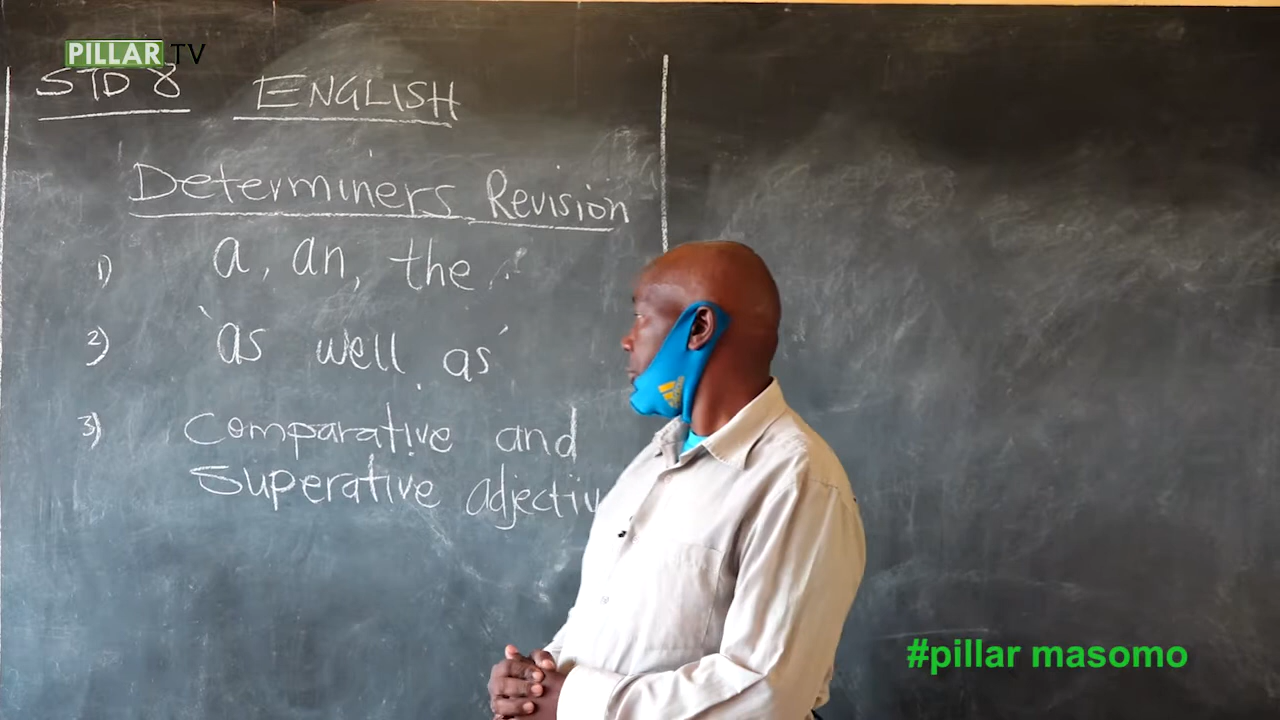 PILLAR TV
STD 8 ENGLISH
Determiners Revision
1) a, an, the
2) 'as well as'
3) Comparative and
Superative adjectiv
#pillar masomo